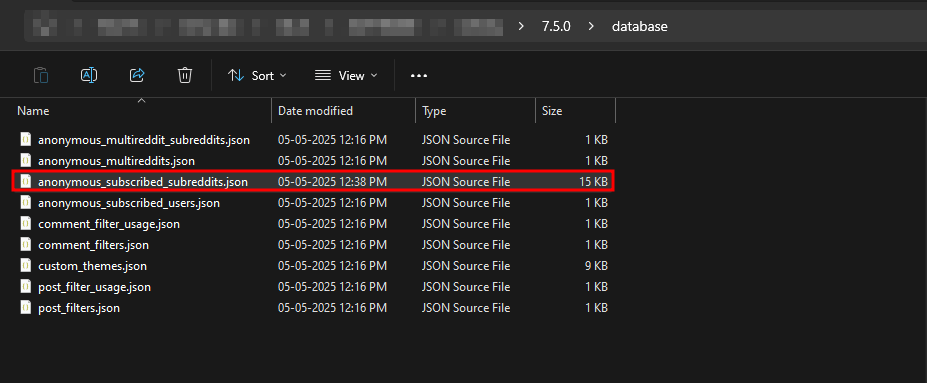 7.5.0 database
Sort View
Name Date modified Type Size
anonymous_multireddit_subreddits.json 05-05-2025 12:16 PM JSON Source File 1 KB
anonymous_multireddits.json 05-05-2025 12:16 PM JSON Source File 1 KB
anonymous_subscribed_subreddits.json 05-05-2025 12:38 PM JSON Source File 15 KB
anonymous_subscribed_users.json 05-05-2025 12:16 PM JSON Source File 1 KB
comment_filter_usage.json 05-05-2025 12:16 PM JSON Source File 1 KB
comment_filters.json 05-05-2025 12:16 PM JSON Source File 1 KB
custom_themes.json 05-05-2025 12:16 PM JSON Source File 9 KB
post_filter_usage.json 05-05-2025 12:16 PM JSON Source File 1 KB
post_filters.json 05-05-2025 12:16 PM JSON Source File 1 KB